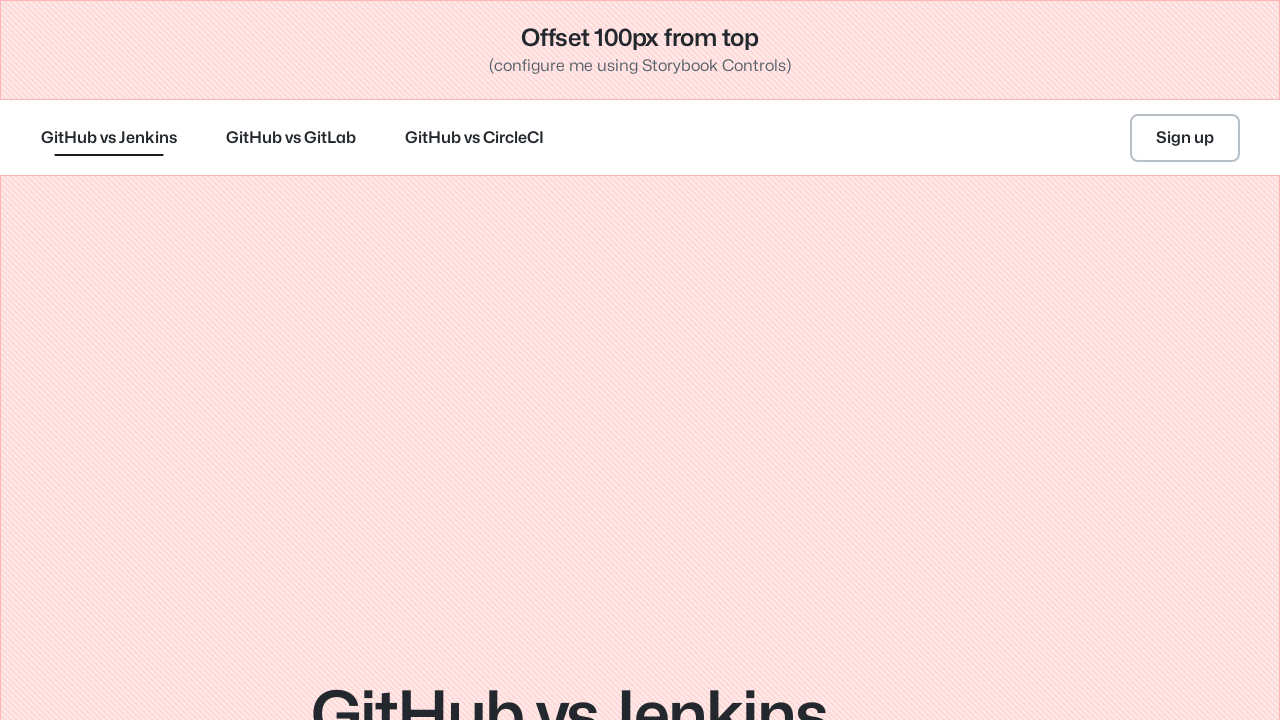 Offset 100px from top
(configure me using Storybook Controls)
GitHub vs Jenkins
GitHub vs GitLab
GitHub vs CircleCI
Sign up
GitHub vs Jenkins